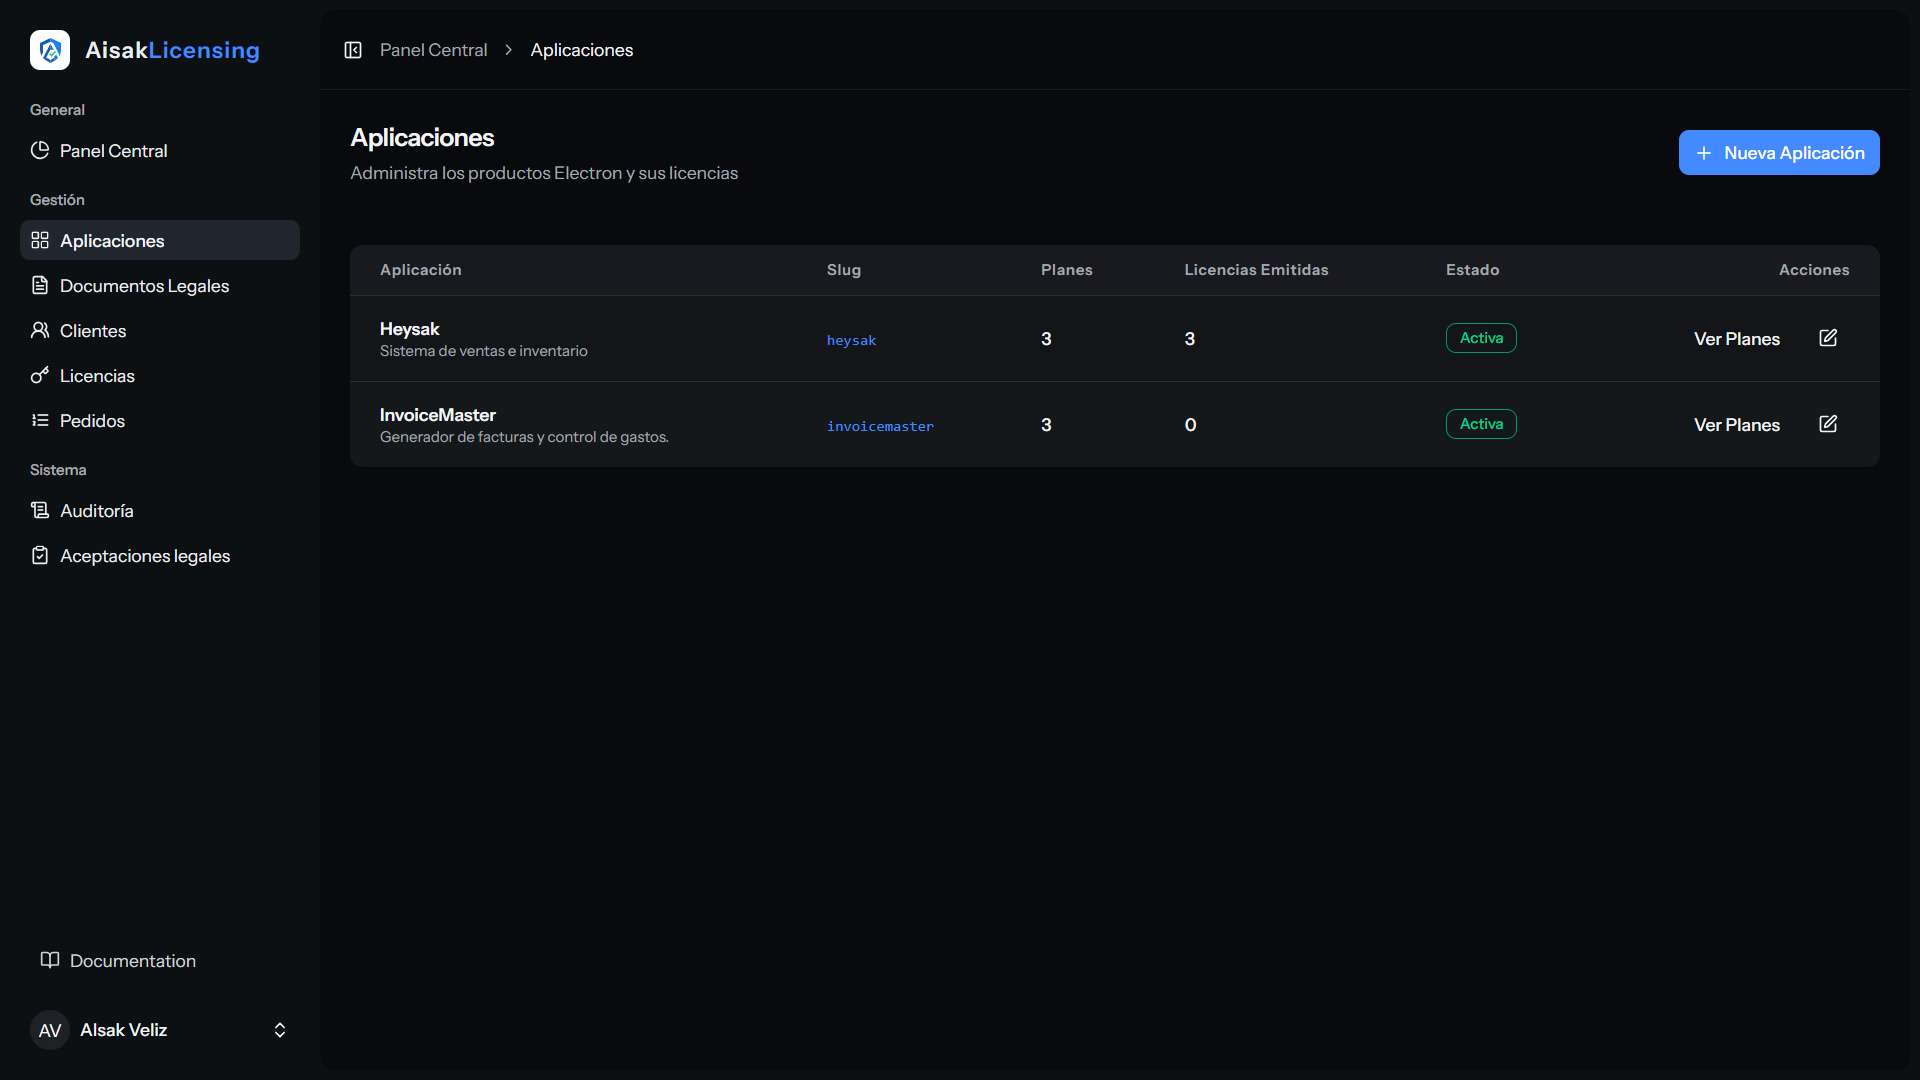 AisakLicensing
General
Panel Central
Gestión
Aplicaciones
Documentos Legales
Clientes
Licencias
Pedidos
Sistema
Auditoría
Aceptaciones legales
Documentation
AV AIsak Veliz
Panel Central > Aplicaciones
Aplicaciones
Administra los productos Electron y sus licencias
+ Nueva Aplicación
Aplicación Slug Planes Licencias Emitidas Estado Acciones
Heysak
Sistema de ventas e inventario
heysak 3 3 Activa Ver Planes
InvoiceMaster
Generador de facturas y control de gastos.
invoicemaster 3 0 Activa Ver Planes